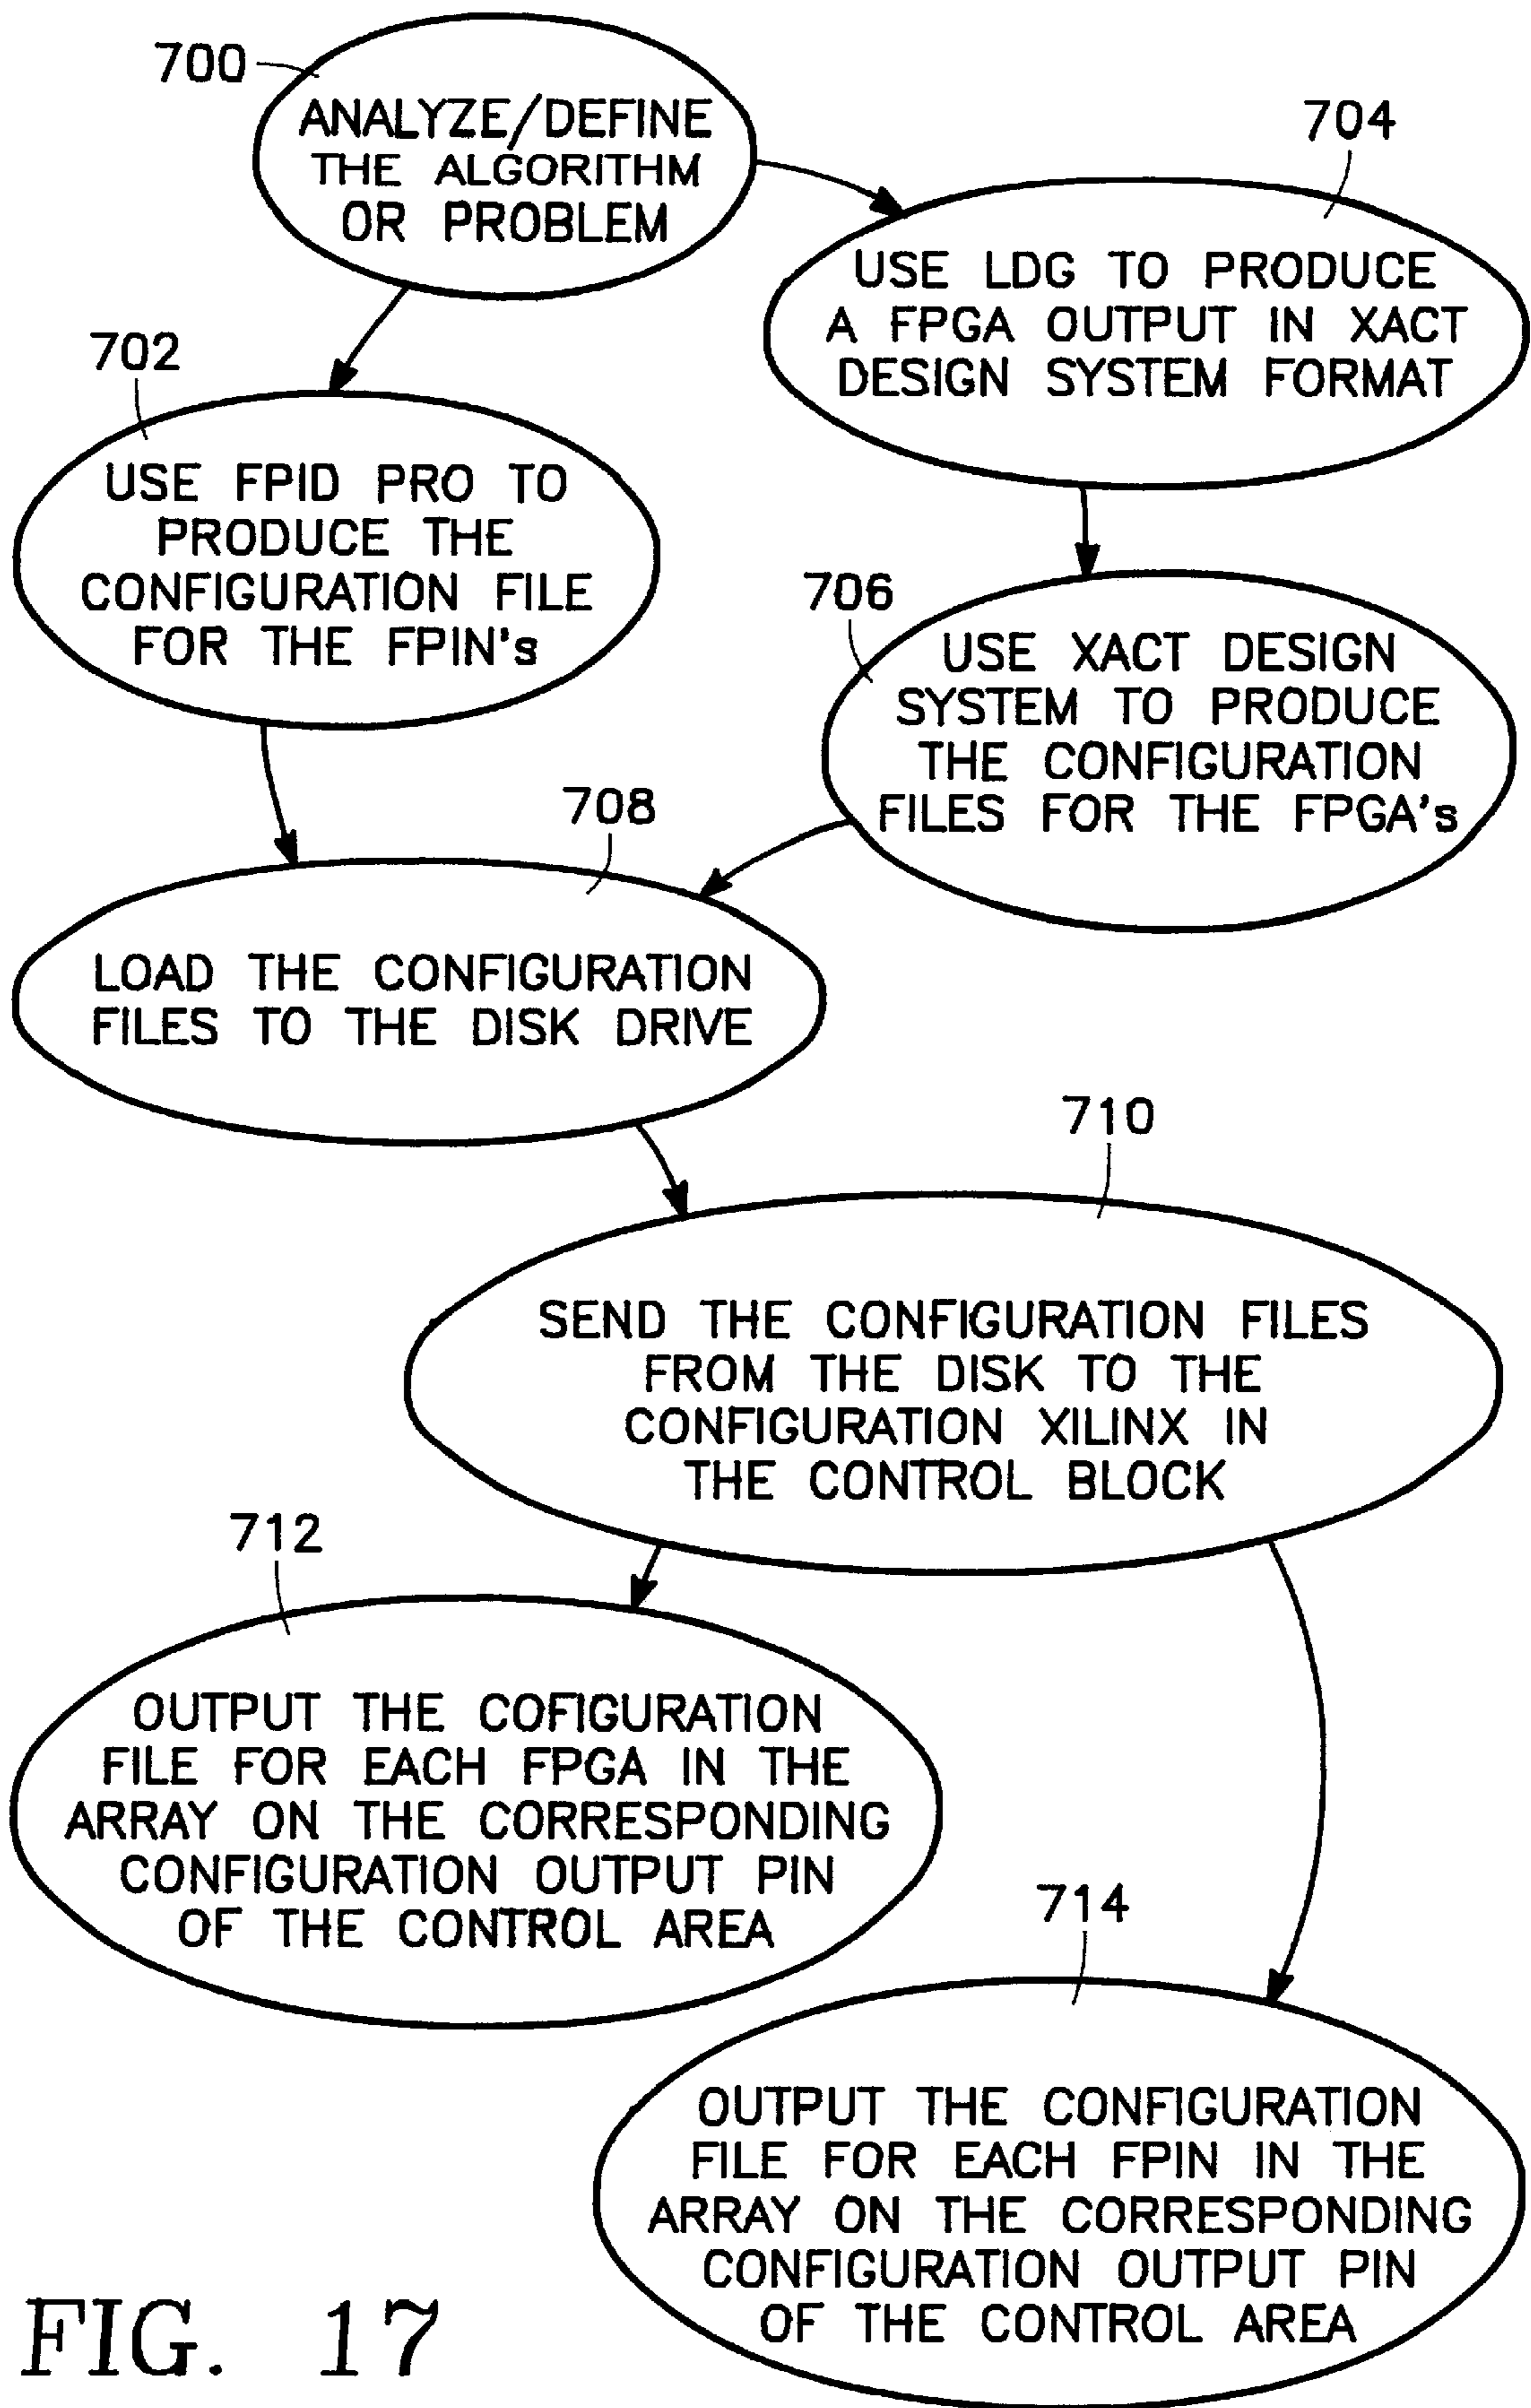 700
ANALYZE/DEFINE
THE ALGORITHM
OR PROBLEM
704
USE LDG TO PRODUCE
A FPGA OUTPUT IN XACT
DESIGN SYSTEM FORMAT
702
USE FPID PRO TO
PRODUCE THE
CONFIGURATION FILE
FOR THE FPIN's
706
USE XACT DESIGN
SYSTEM TO PRODUCE
THE CONFIGURATION
FILES FOR THE FPGA's
708
LOAD THE CONFIGURATION
FILES TO THE DISK DRIVE
710
SEND THE CONFIGURATION FILES
FROM THE DISK TO THE
CONFIGURATION XILINX IN
THE CONTROL BLOCK
712
OUTPUT THE COFIGURATION
FILE FOR EACH FPGA IN THE
ARRAY ON THE CORRESPONDING
CONFIGURATION OUTPUT PIN
OF THE CONTROL AREA
714
OUTPUT THE CONFIGURATION
FILE FOR EACH FPIN IN THE
ARRAY ON THE CORRESPONDING
CONFIGURATION OUTPUT PIN
OF THE CONTROL AREA
FIG. 17